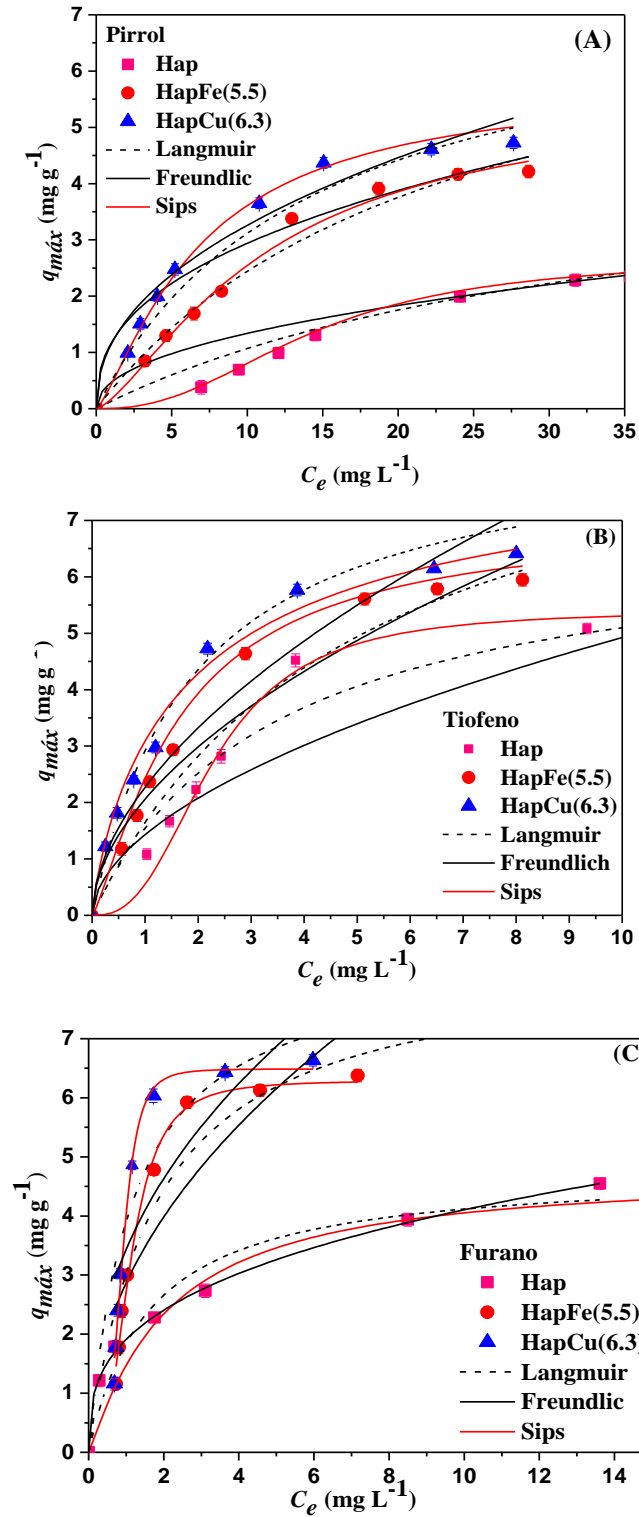 7
(A)
Pirrol
Hap
6
HapFe(5.5)
HapCu(6.3)
5
Langmuir
Freundlic
4
Sips
3
2
1
0
q_máx (mg g^-1)
0 5 10 15 20 25 30 35
C_e (mg L^-1)
7
(B)
6
5
4
3
Tiofeno
Hap
HapFe(5.5)
2
HapCu(6.3)
Langmuir
1
Freundlich
Sips
0
q_máx (mg g^-)
0 1 2 3 4 5 6 7 8 9 10
C_e (mg L^-1)
7
(C
6
5
4
3
Furano
Hap
HapFe(5.5)
2
HapCu(6.3)
Langmuir
1
Freundlic
Sips
0
q_máx (mg g^-1)
0 2 4 6 8 10 12 14
C_e (mg L^-1)